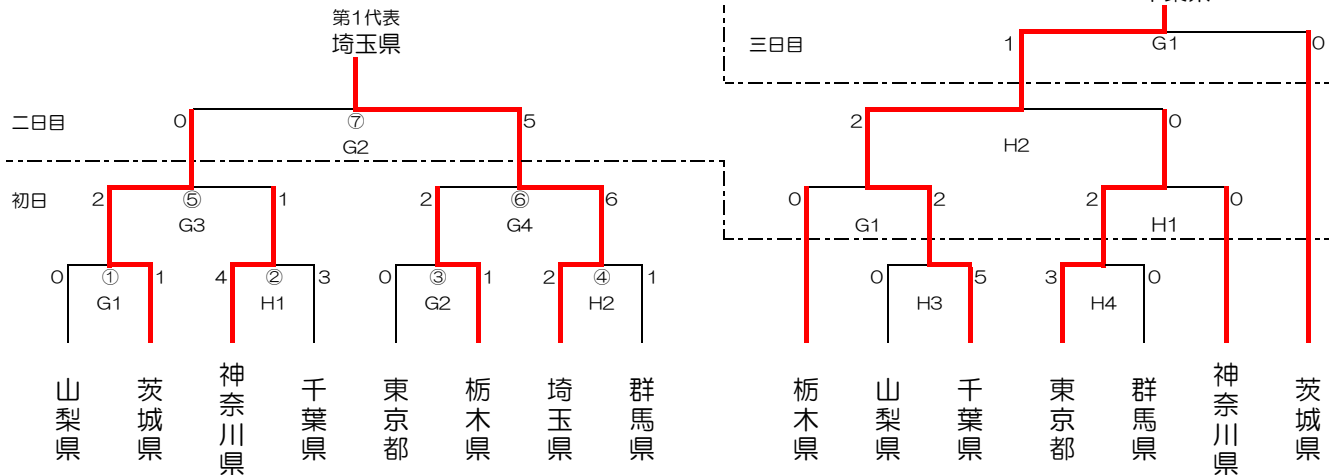 第1代表
埼玉県
三日目
1
G1
0
二日目
0
⑦
5
G2
2
0
H2
初日
2
⑤
1
G3
2
⑥
6
G4
0
2
G1
2
0
H1
0
①
1
G1
4
②
3
H1
0
③
1
G2
2
④
1
H2
0
5
H3
3
0
H4
山梨県
茨城県
神奈川県
千葉県
東京都
栃木県
埼玉県
群馬県
栃木県
山梨県
千葉県
東京都
群馬県
神奈川県
茨城県